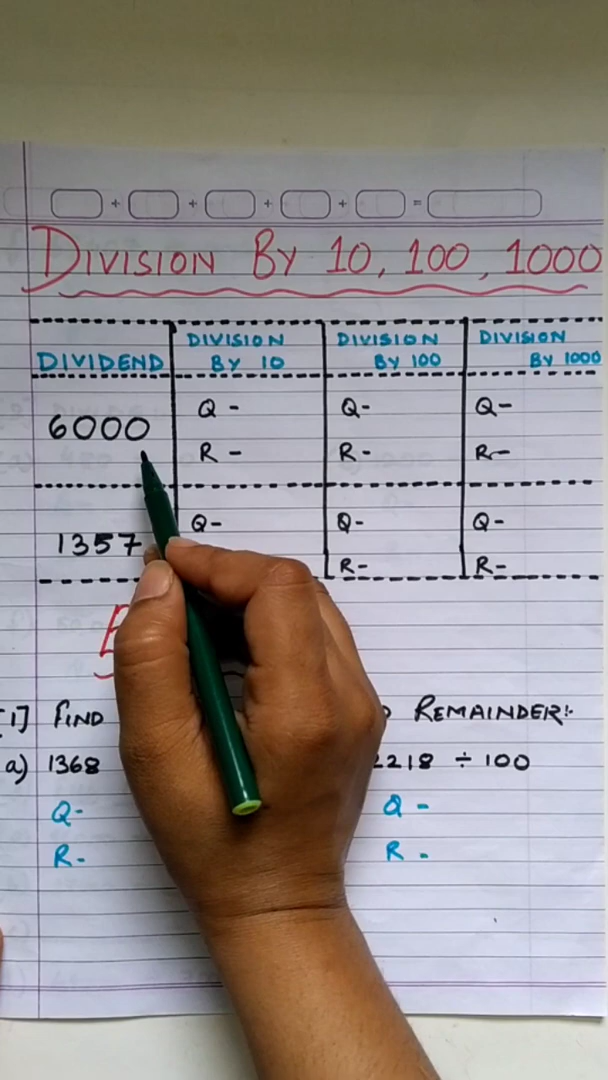 + + + + =
DIVISION BY 10, 100, 1000
DIVIDEND DIVISION BY 10 DIVISION BY 100 DIVISION BY 1000
6000 Q - Q- Q-
R - R- R-
1357 Q- Q- Q-
R- R-
1] FIND REMAINDER:-
a) 1368 2218 ÷ 100
Q- Q -
R- R -